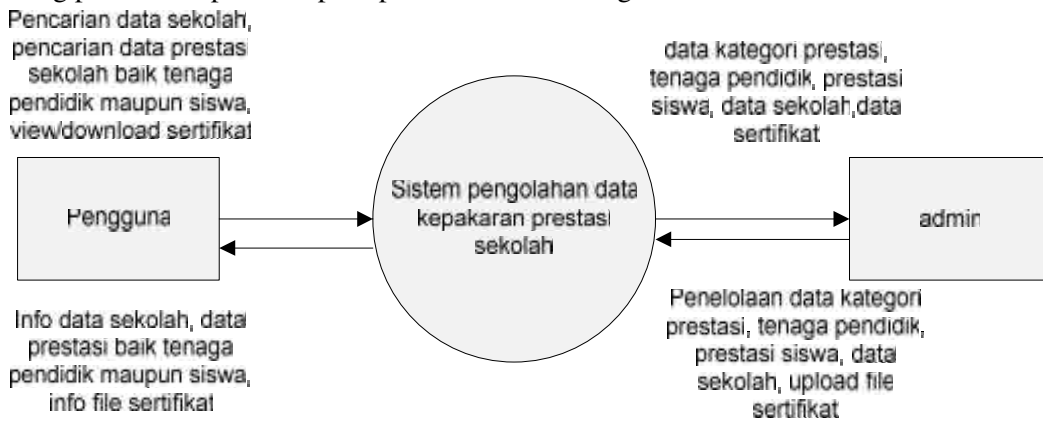 Pencarian data sekolah,
pencarian data prestasi
sekolah baik tenaga
pendidik maupun siswa,
view/download sertifikat
data kategori prestasi,
tenaga pendidik, prestasi
siswa, data sekolah,data
sertifikat
Pengguna
Sistem pengolahan data
kepakaran prestasi
sekolah
admin
Info data sekolah, data
prestasi baik tenaga
pendidik maupun siswa,
info file sertifikat
Penelolaan data kategori
prestasi, tenaga pendidik,
prestasi siswa, data
sekolah, upload file
sertifikat